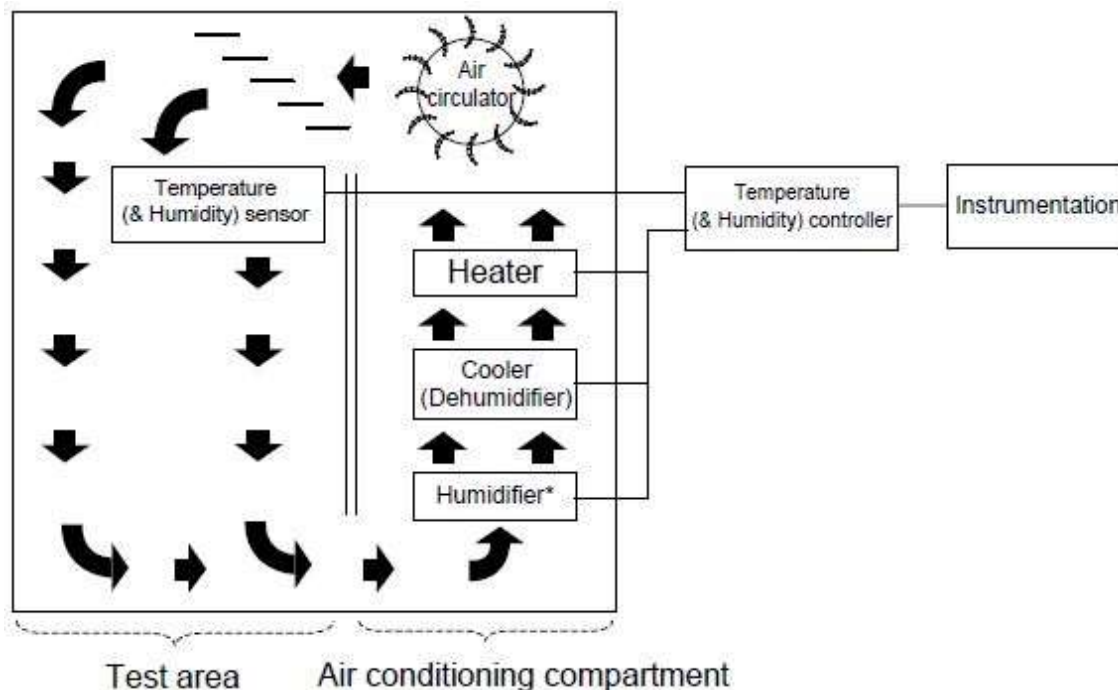 Air
circulator
Temperature
(& Humidity) sensor
Temperature
(& Humidity) controller
Instrumentation
Heater
Cooler
(Dehumidifier)
Humidifier*
Test area
Air conditioning compartment